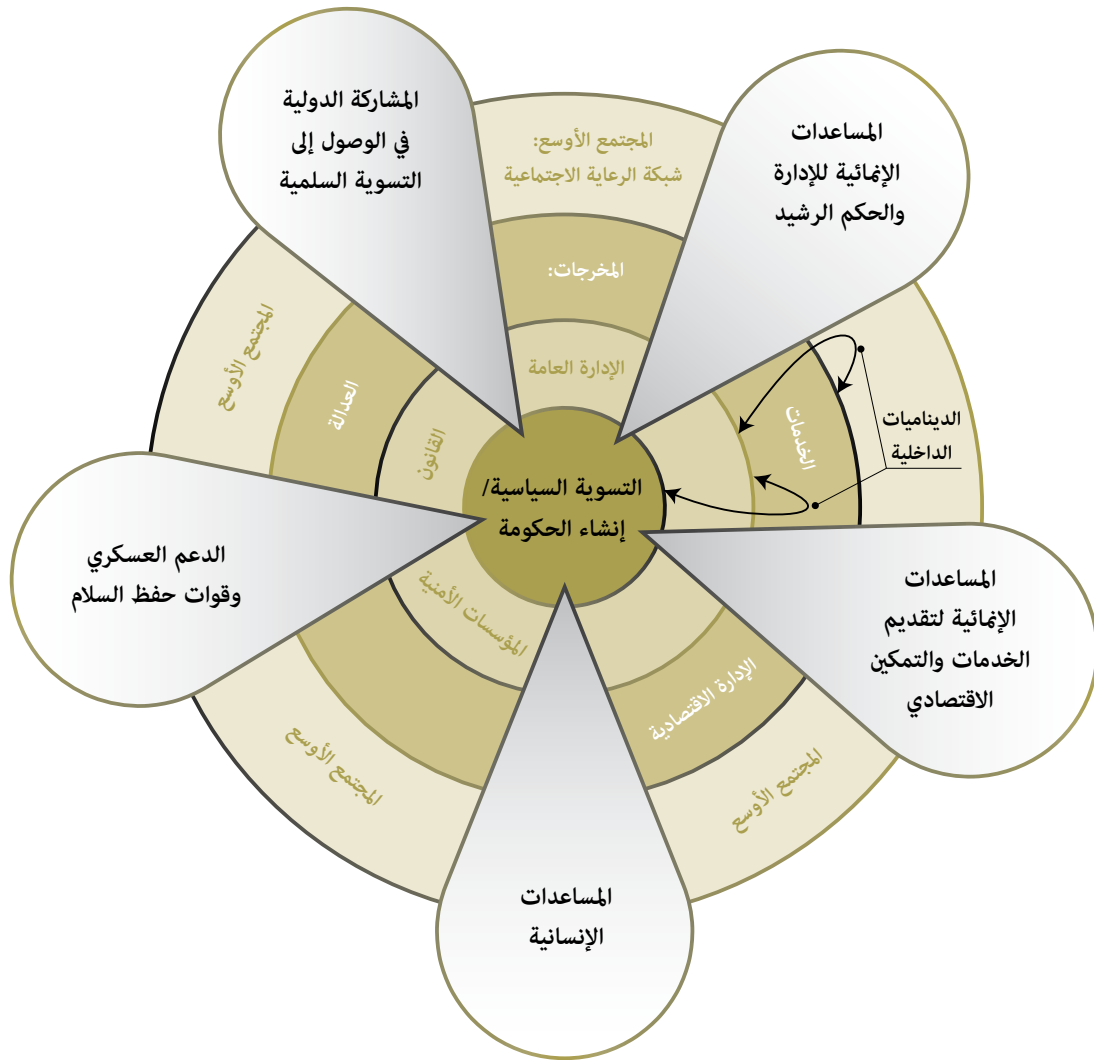 المشاركة الدولية
في الوصول إلى
التسوية السلمية
المجتمع الأوسع:
شبكة الرعاية الاجتماعية
المساعدات
الإنمائية للإدارة
والحكم الرشيد
المخرجات:
الإدارة العامة
المجتمع الأوسع
العدالة
القانون
الخدمات
الديناميات
الداخلية
التسوية السياسية/
إنشاء الحكومة
الدعم العسكري
وقوات حفظ السلام
المساعدات
الإنمائية لتقديم
الخدمات والتمكين
الاقتصادي
المؤسسات الأمنية
الإدارة الاقتصادية
المجتمع الأوسع
المجتمع الأوسع
المساعدات
الإنسانية